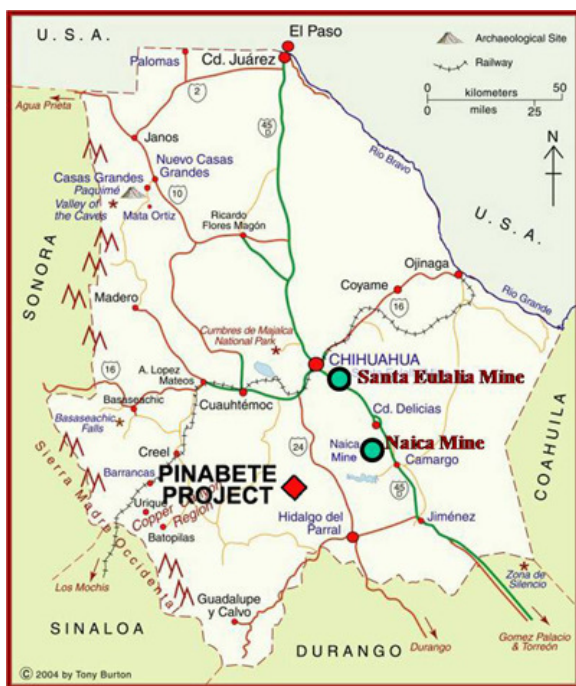 U. S. A.
El Paso
Archaeological Site
Palomas
Cd. Juárez
Railway
0 50
kilometers
miles
0 25
2
Agua Prieta
45
D
Janos
N
Rio Bravo
Nuevo Casas
Grandes
Casas Grandes
Paquimé
Valley of
the Caves
10
Mata Ortiz
U. S. A.
Ricardo
Flores Magón
SONORA
Ojinaga
Coyame
16
Rio Grande
Madero
Cumbres de Majalca
National Park
CHIHUAHUA
Santa Eulalia Mine
16
A. Lopez
Mateos
Cuauhtémoc
Basaseachic
Basaseachic
Falls
Cd. Delicias
24
Naica
Mine
Naica Mine
Camargo
COAHUILA
Creel
Barrancas
PINABETE
PROJECT
Urique
Copper Canyon
Region
Batopilas
45
D
Sierra Madre Occidental
Hidalgo del
Parral
Jiménez
Los Mochis
Zona de
Silencio
Guadalupe
y Calvo
SINALOA
DURANGO
Durango
Gomez Palacio
& Torreón
© 2004 by Tony Burton